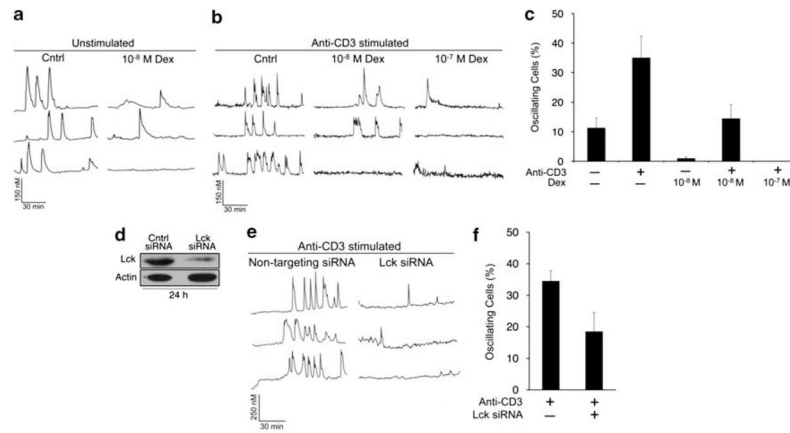 a
Unstimulated
Cntrl 10⁻⁸ M Dex
150 nM
30 min
b
Anti-CD3 stimulated
Cntrl 10⁻⁸ M Dex 10⁻⁷ M Dex
150 nM
30 min
c
Oscillating Cells (%)
50
40
30
20
10
0
Anti-CD3 — + — + +
Dex — — 10⁻⁸ M 10⁻⁸ M 10⁻⁷ M
d
Cntrl siRNA
Lck siRNA
Lck
Actin
24 h
e
Anti-CD3 stimulated
Non-targeting siRNA Lck siRNA
250 nM
30 min
f
Oscillating Cells (%)
50
40
30
20
10
0
Anti-CD3 + +
Lck siRNA — +